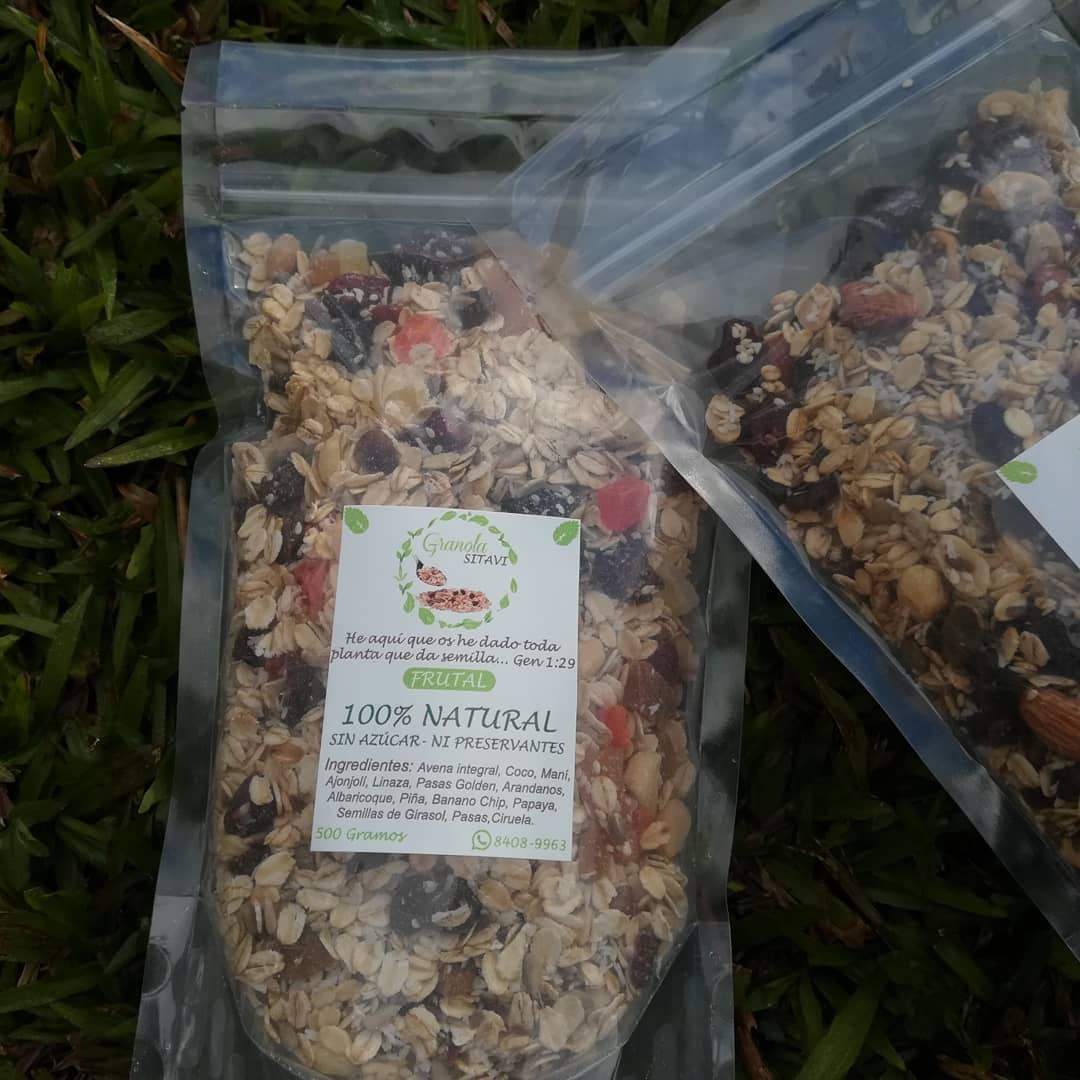 Granola
SITAVI
He aquí que os he dado toda
planta que da semilla... Gen 1:29
FRUTAL
100% NATURAL
SIN AZÚCAR- NI PRESERVANTES
Ingredientes: Avena integral, Coco, Maní,
Ajonjolí, Linaza, Pasas Golden, Arandanos,
Albaricoque, Piña, Banano Chip, Papaya,
Semillas de Girasol, Pasas,Ciruela.
500 Gramos
8408-9963